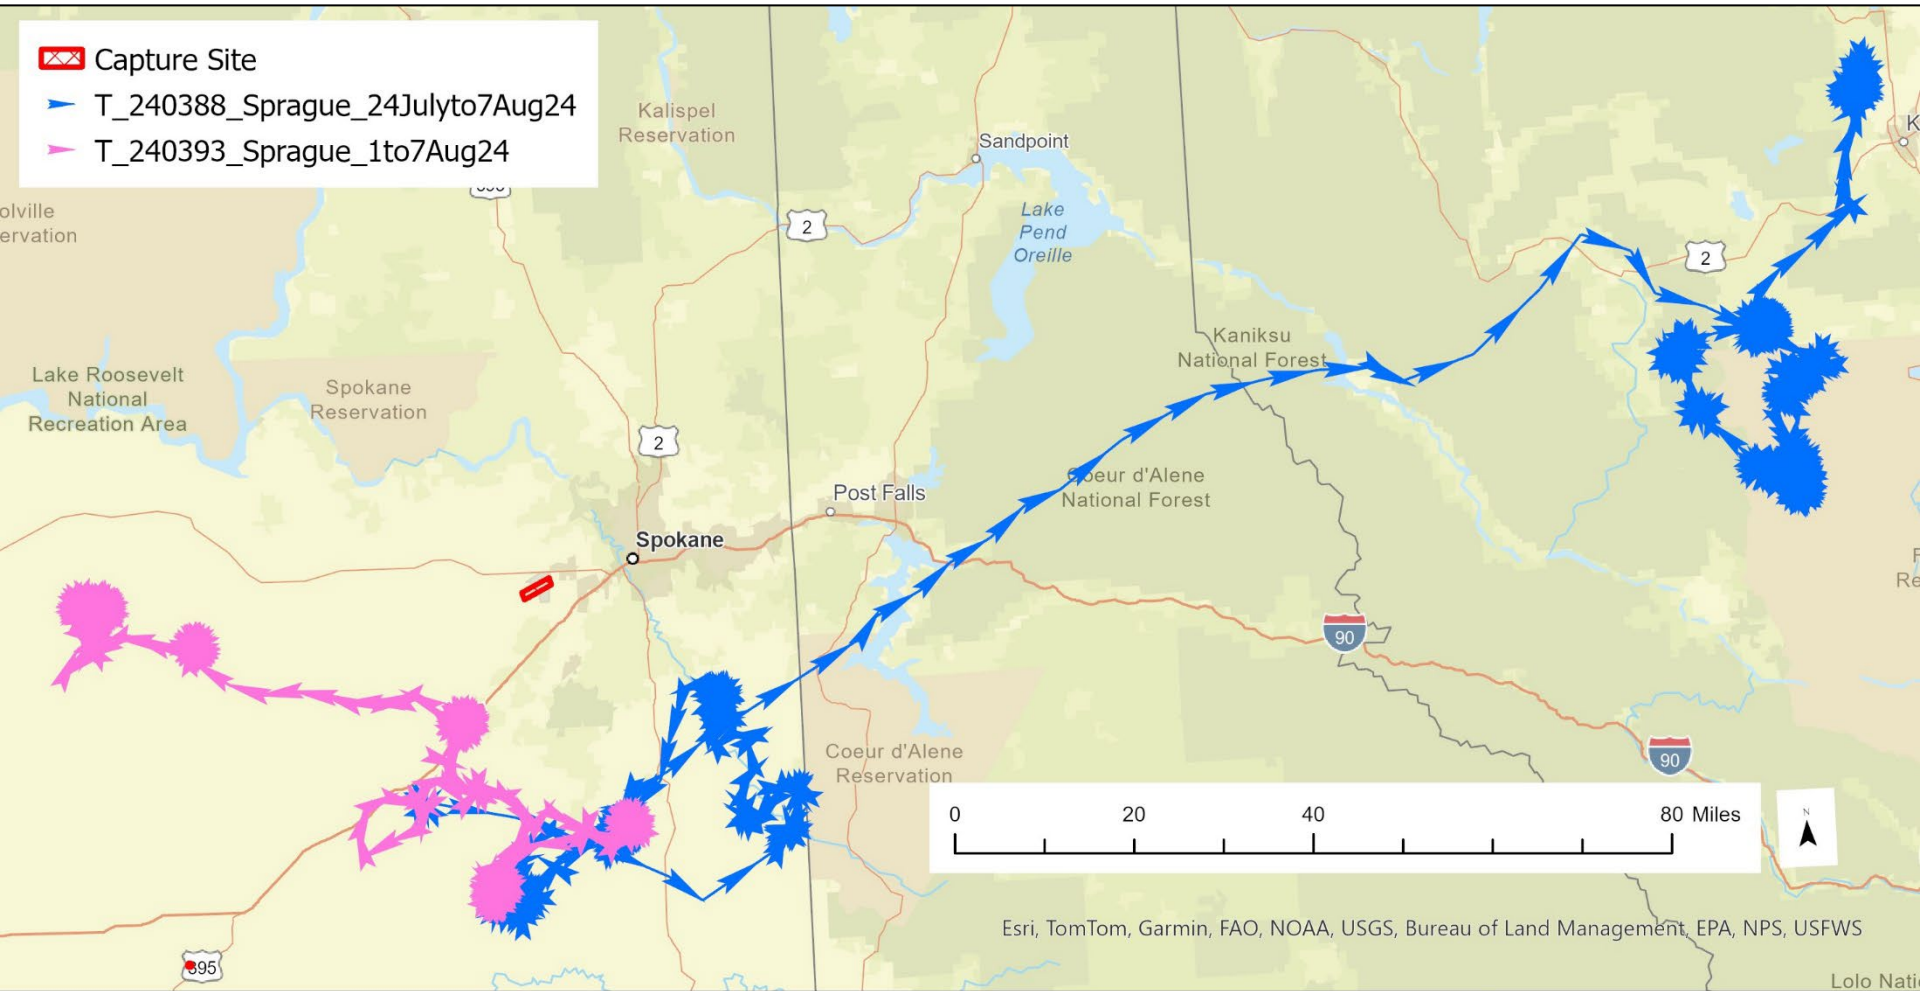 Capture Site
T_240388_Sprague_24Julyto7Aug24
T_240393_Sprague_1to7Aug24
Kalispel
Reservation
Sandpoint
olville
ervation
2
Lake
Pend
Oreille
2
K
Kaniksu
National Forest
Lake Roosevelt
National
Recreation Area
Spokane
Reservation
2
Coeur d'Alene
National Forest
Post Falls
Spokane
90
Coeur d'Alene
Reservation
90
0 20 40 80 Miles
N
F
Re
Esri, TomTom, Garmin, FAO, NOAA, USGS, Bureau of Land Management, EPA, NPS, USFWS
395
Lolo Nati